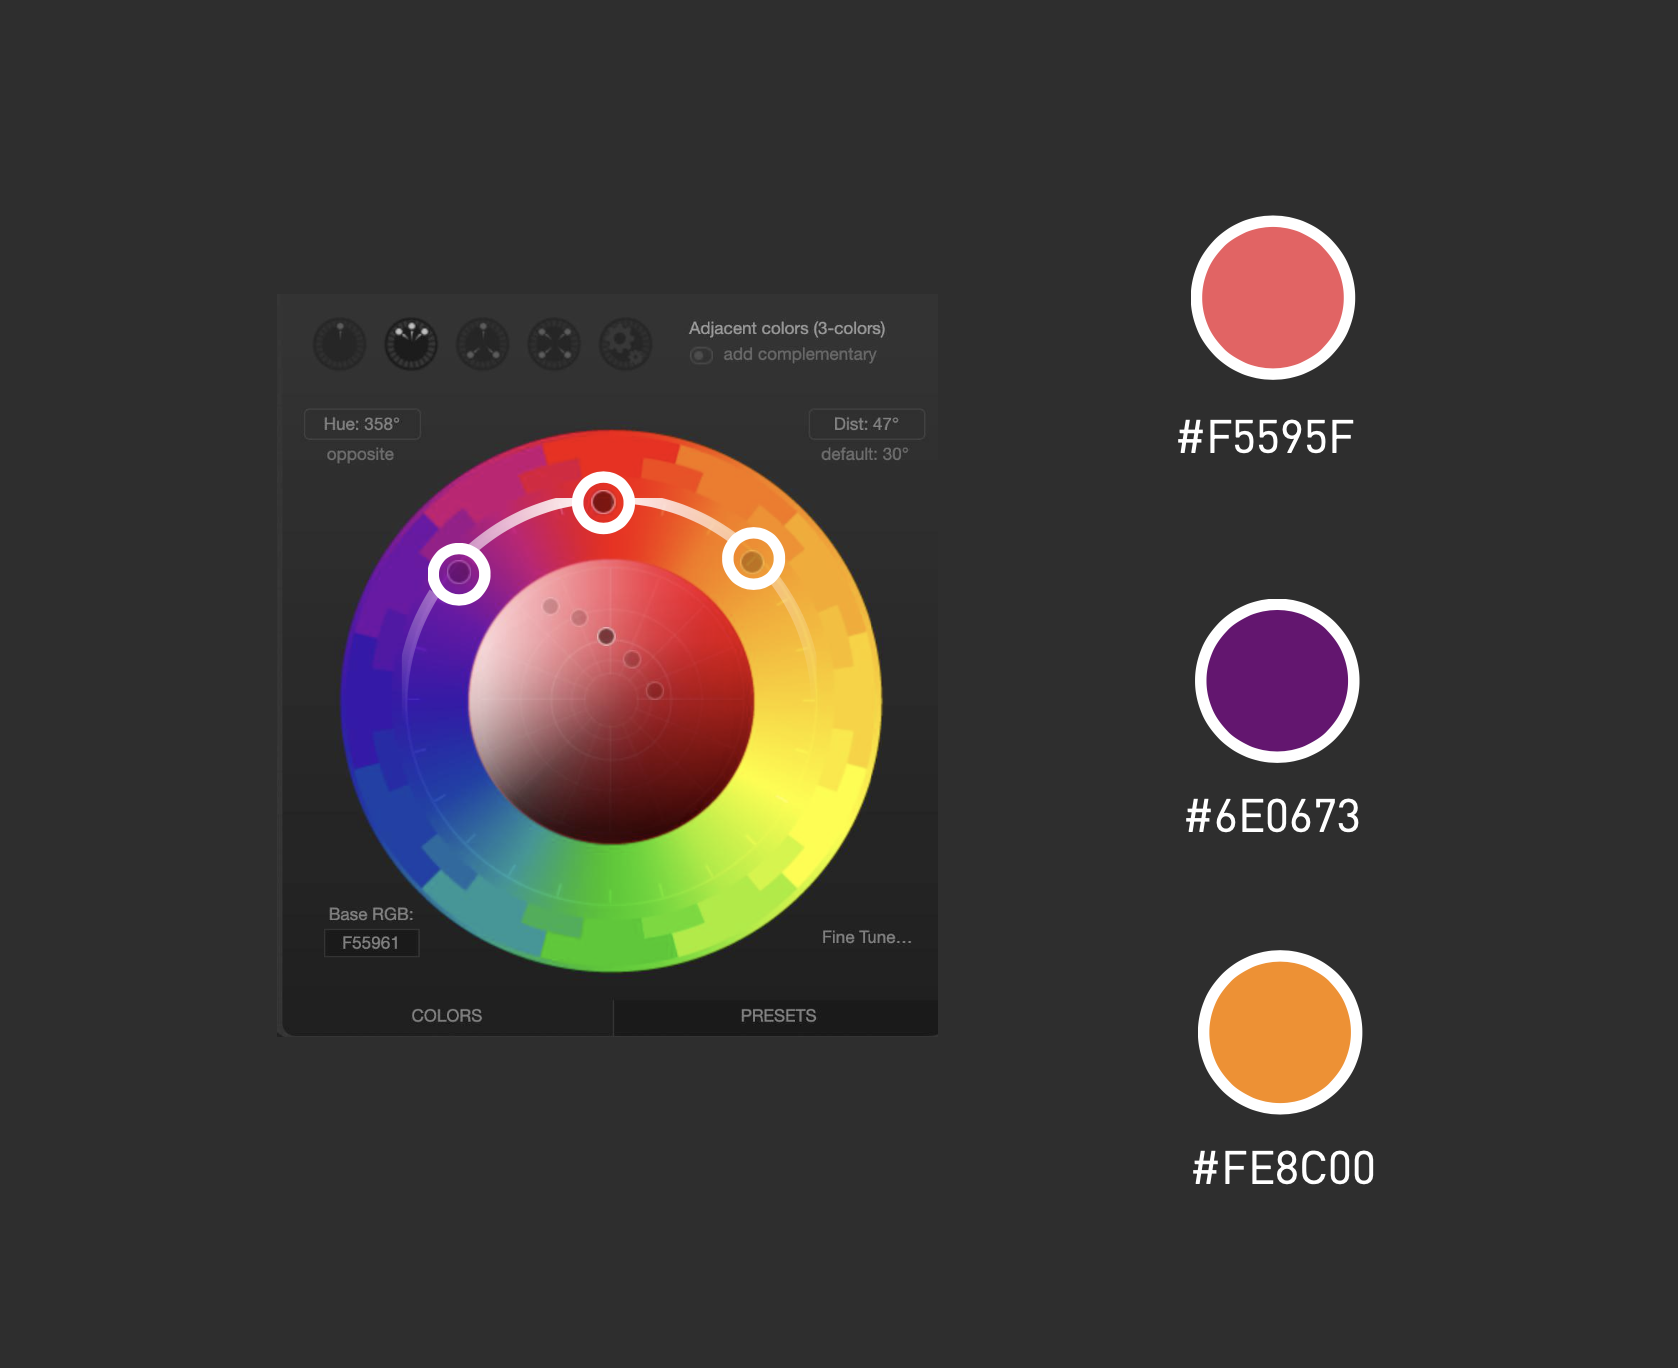 Adjacent colors (3-colors)
add complementary
Hue: 358°
opposite
Dist: 47°
default: 30°
Base RGB:
F55961
Fine Tune...
COLORS
PRESETS
#F5595F
#6E0673
#FE8C00